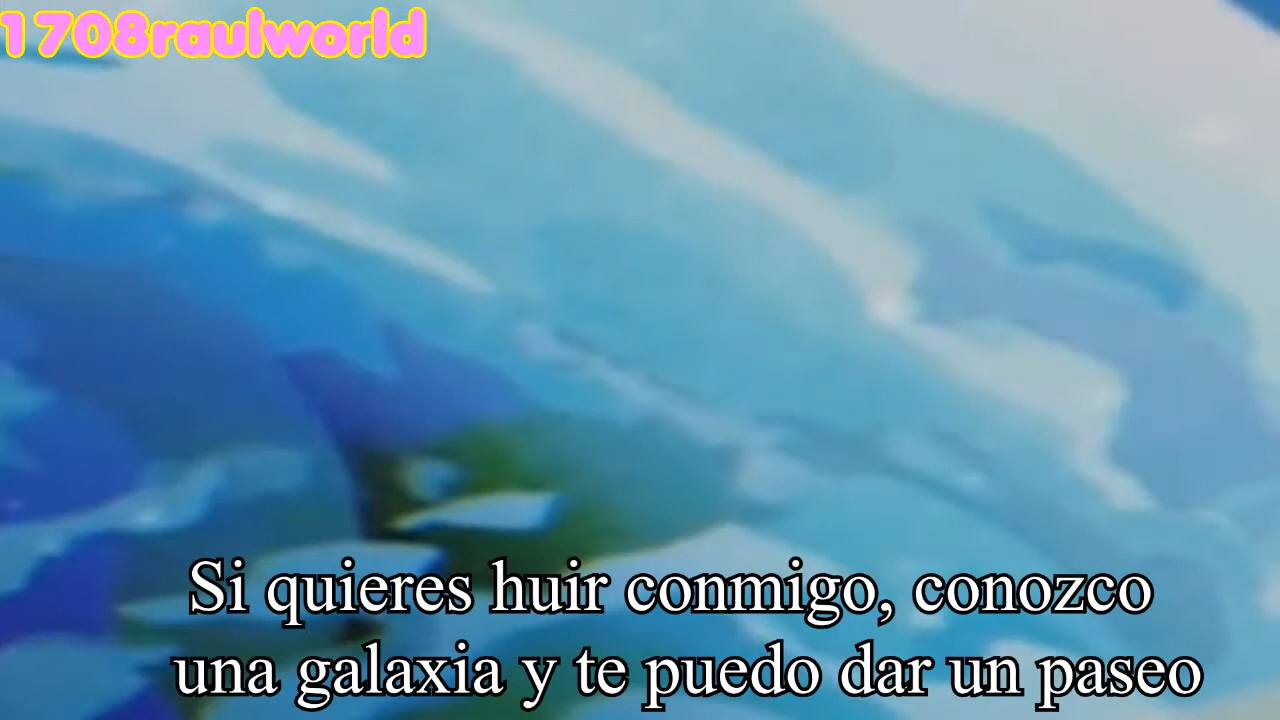 1708raulworld
Si quieres huir conmigo, conozco
una galaxia y te puedo dar un paseo